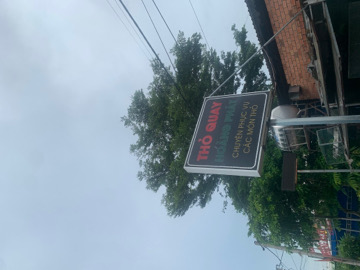 THỎ QUAY
CHUYÊN PHỤC VỤ
CÁC MÓN THỎ